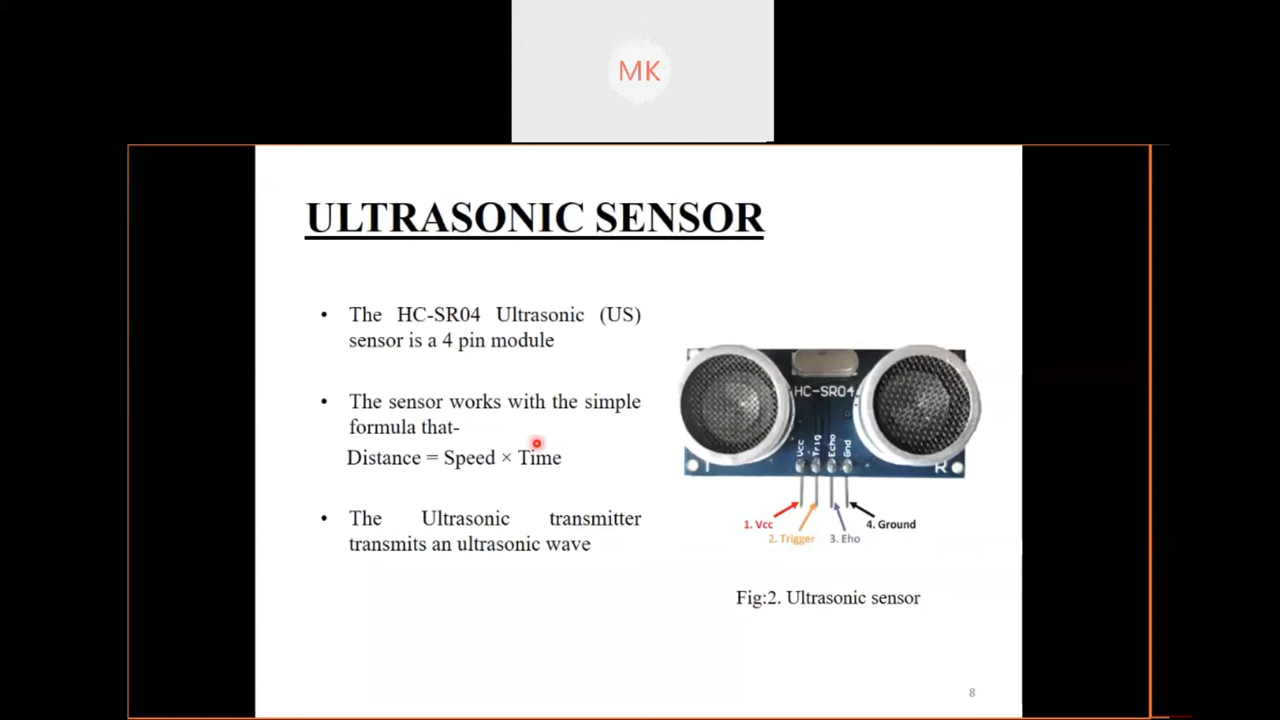 MK
ULTRASONIC SENSOR
• The HC-SR04 Ultrasonic (US)
sensor is a 4 pin module
• The sensor works with the simple
formula that-
Distance = Speed × Time
• The Ultrasonic transmitter
transmits an ultrasonic wave
HC-SR04
Vcc
Trig
Echo
Gnd
T
R
1. Vcc
2. Trigger
3. Eho
4. Ground
Fig:2. Ultrasonic sensor
8